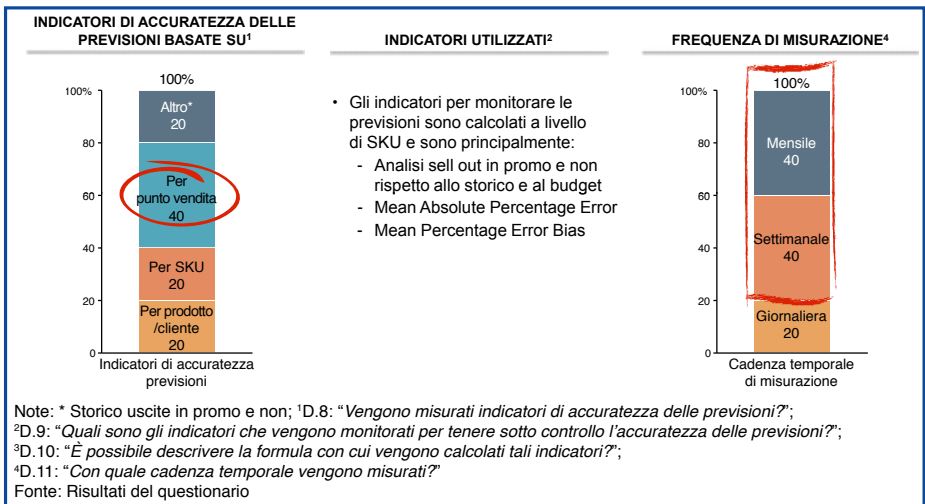 INDICATORI DI ACCURATEZZA DELLE
PREVISIONI BASATE SU¹
100%
100%
80
60
40
20
0
Altro*
20
Per
punto vendita
40
Per SKU
20
Per prodotto
/cliente
20
Indicatori di accuratezza
previsioni
INDICATORI UTILIZZATI²
• Gli indicatori per monitorare le
previsioni sono calcolati a livello
di SKU e sono principalmente:
- Analisi sell out in promo e non
rispetto allo storico e al budget
- Mean Absolute Percentage Error
- Mean Percentage Error Bias
FREQUENZA DI MISURAZIONE⁴
100%
100%
80
60
40
20
0
Mensile
40
Settimanale
40
Giornaliera
20
Cadenza temporale
di misurazione
Note: * Storico uscite in promo e non; ¹D.8: “Vengono misurati indicatori di accuratezza delle previsioni?”;
²D.9: “Quali sono gli indicatori che vengono monitorati per tenere sotto controllo l’accuratezza delle previsioni?”;
³D.10: “È possibile descrivere la formula con cui vengono calcolati tali indicatori?”;
⁴D.11: “Con quale cadenza temporale vengono misurati?”
Fonte: Risultati del questionario